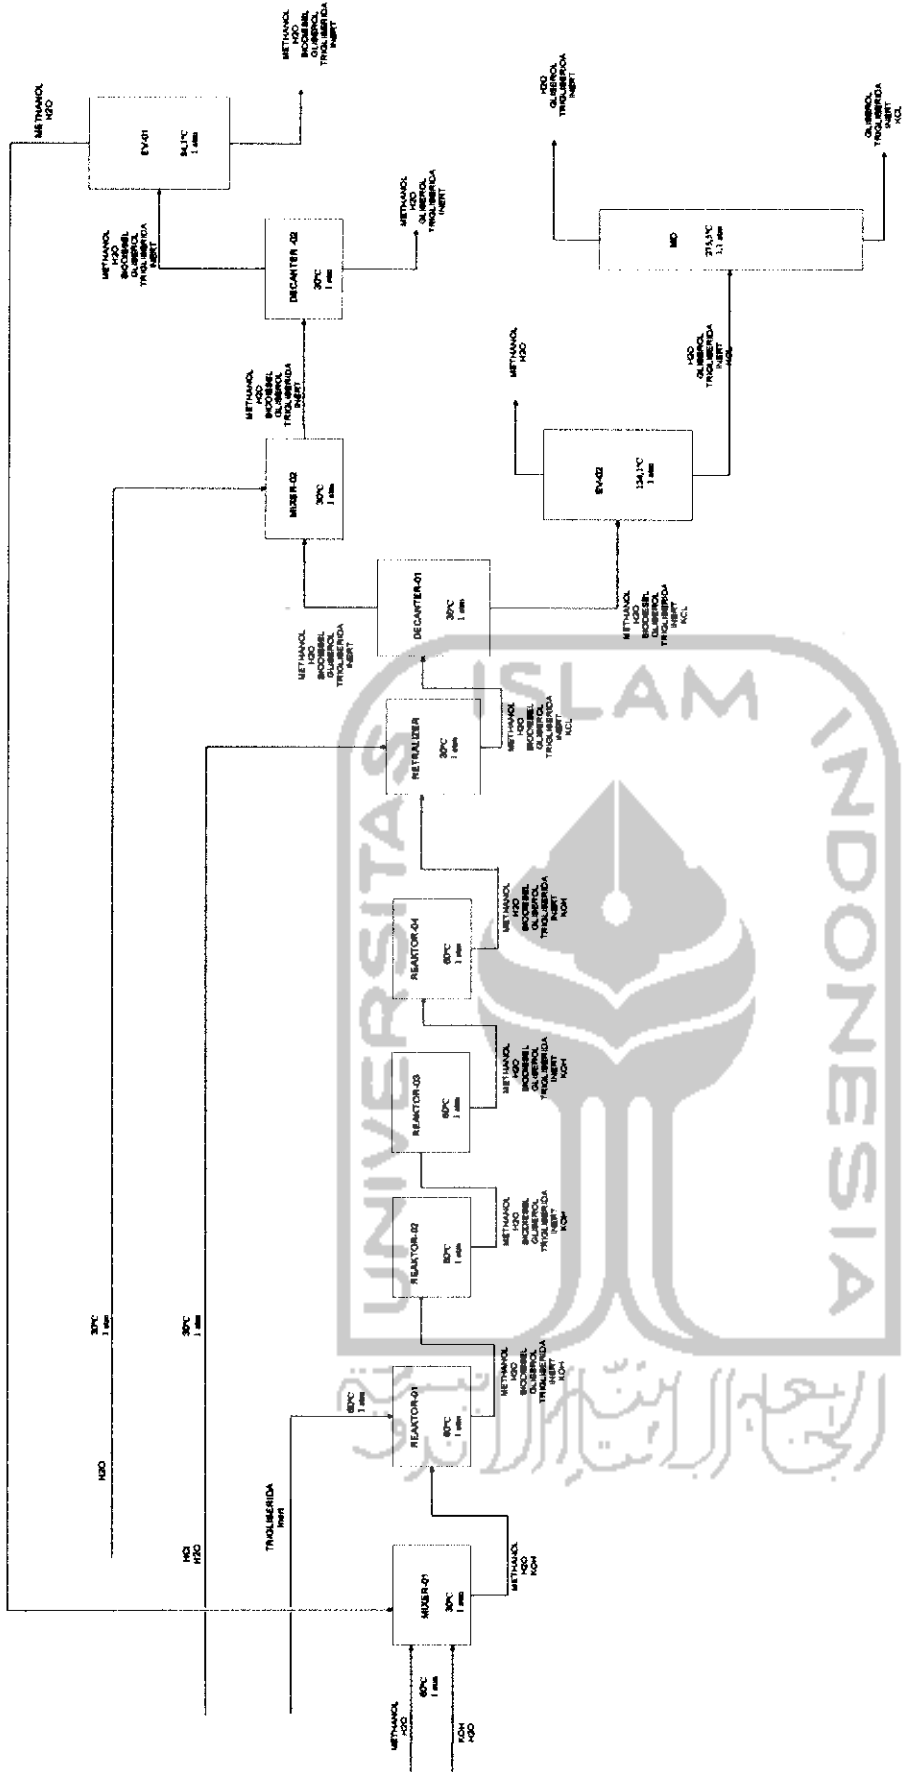 METHANOL
H2O
KOH
H2O
60°C
1 atm
MIXER-01
30°C
1 atm
METHANOL
H2O
KOH
TRIGLISERIDA
Inert
60°C
1 atm
REAKTOR-01
60°C
1 atm
METHANOL
H2O
BIODIESEL
GLISEROL
TRIGLISERIDA
INERT
KOH
REAKTOR-02
60°C
1 atm
METHANOL
H2O
BIODIESEL
GLISEROL
TRIGLISERIDA
INERT
KOH
REAKTOR-03
60°C
1 atm
METHANOL
H2O
BIODIESEL
GLISEROL
TRIGLISERIDA
INERT
KOH
REAKTOR-04
60°C
1 atm
METHANOL
H2O
BIODIESEL
GLISEROL
TRIGLISERIDA
INERT
KOH
HCl
H2O
30°C
1 atm
NETRALIZER
30°C
1 atm
METHANOL
H2O
BIODIESEL
GLISEROL
TRIGLISERIDA
INERT
KCL
DECANTER-01
30°C
1 atm
METHANOL
H2O
BIODIESEL
GLISEROL
TRIGLISERIDA
INERT
H2O
30°C
1 atm
MIXER-02
30°C
1 atm
METHANOL
H2O
BIODIESEL
GLISEROL
TRIGLISERIDA
INERT
DECANTER-02
30°C
1 atm
METHANOL
H2O
GLISEROL
TRIGLISERIDA
INERT
METHANOL
H2O
BIODIESEL
GLISEROL
TRIGLISERIDA
INERT
EV-01
1 atm
METHANOL
H2O
METHANOL
H2O
BIODIESEL
GLISEROL
TRIGLISERIDA
INERT
METHANOL
H2O
BIODIESEL
GLISEROL
TRIGLISERIDA
INERT
KCL
EV-02
134,1°C
1 atm
METHANOL
H2O
H2O
GLISEROL
TRIGLISERIDA
INERT
KCL
MD
1,1 atm
H2O
GLISEROL
TRIGLISERIDA
INERT
GLISEROL
TRIGLISERIDA
INERT
KCL
UNIVERSITAS
ISLAM
INDONESIA